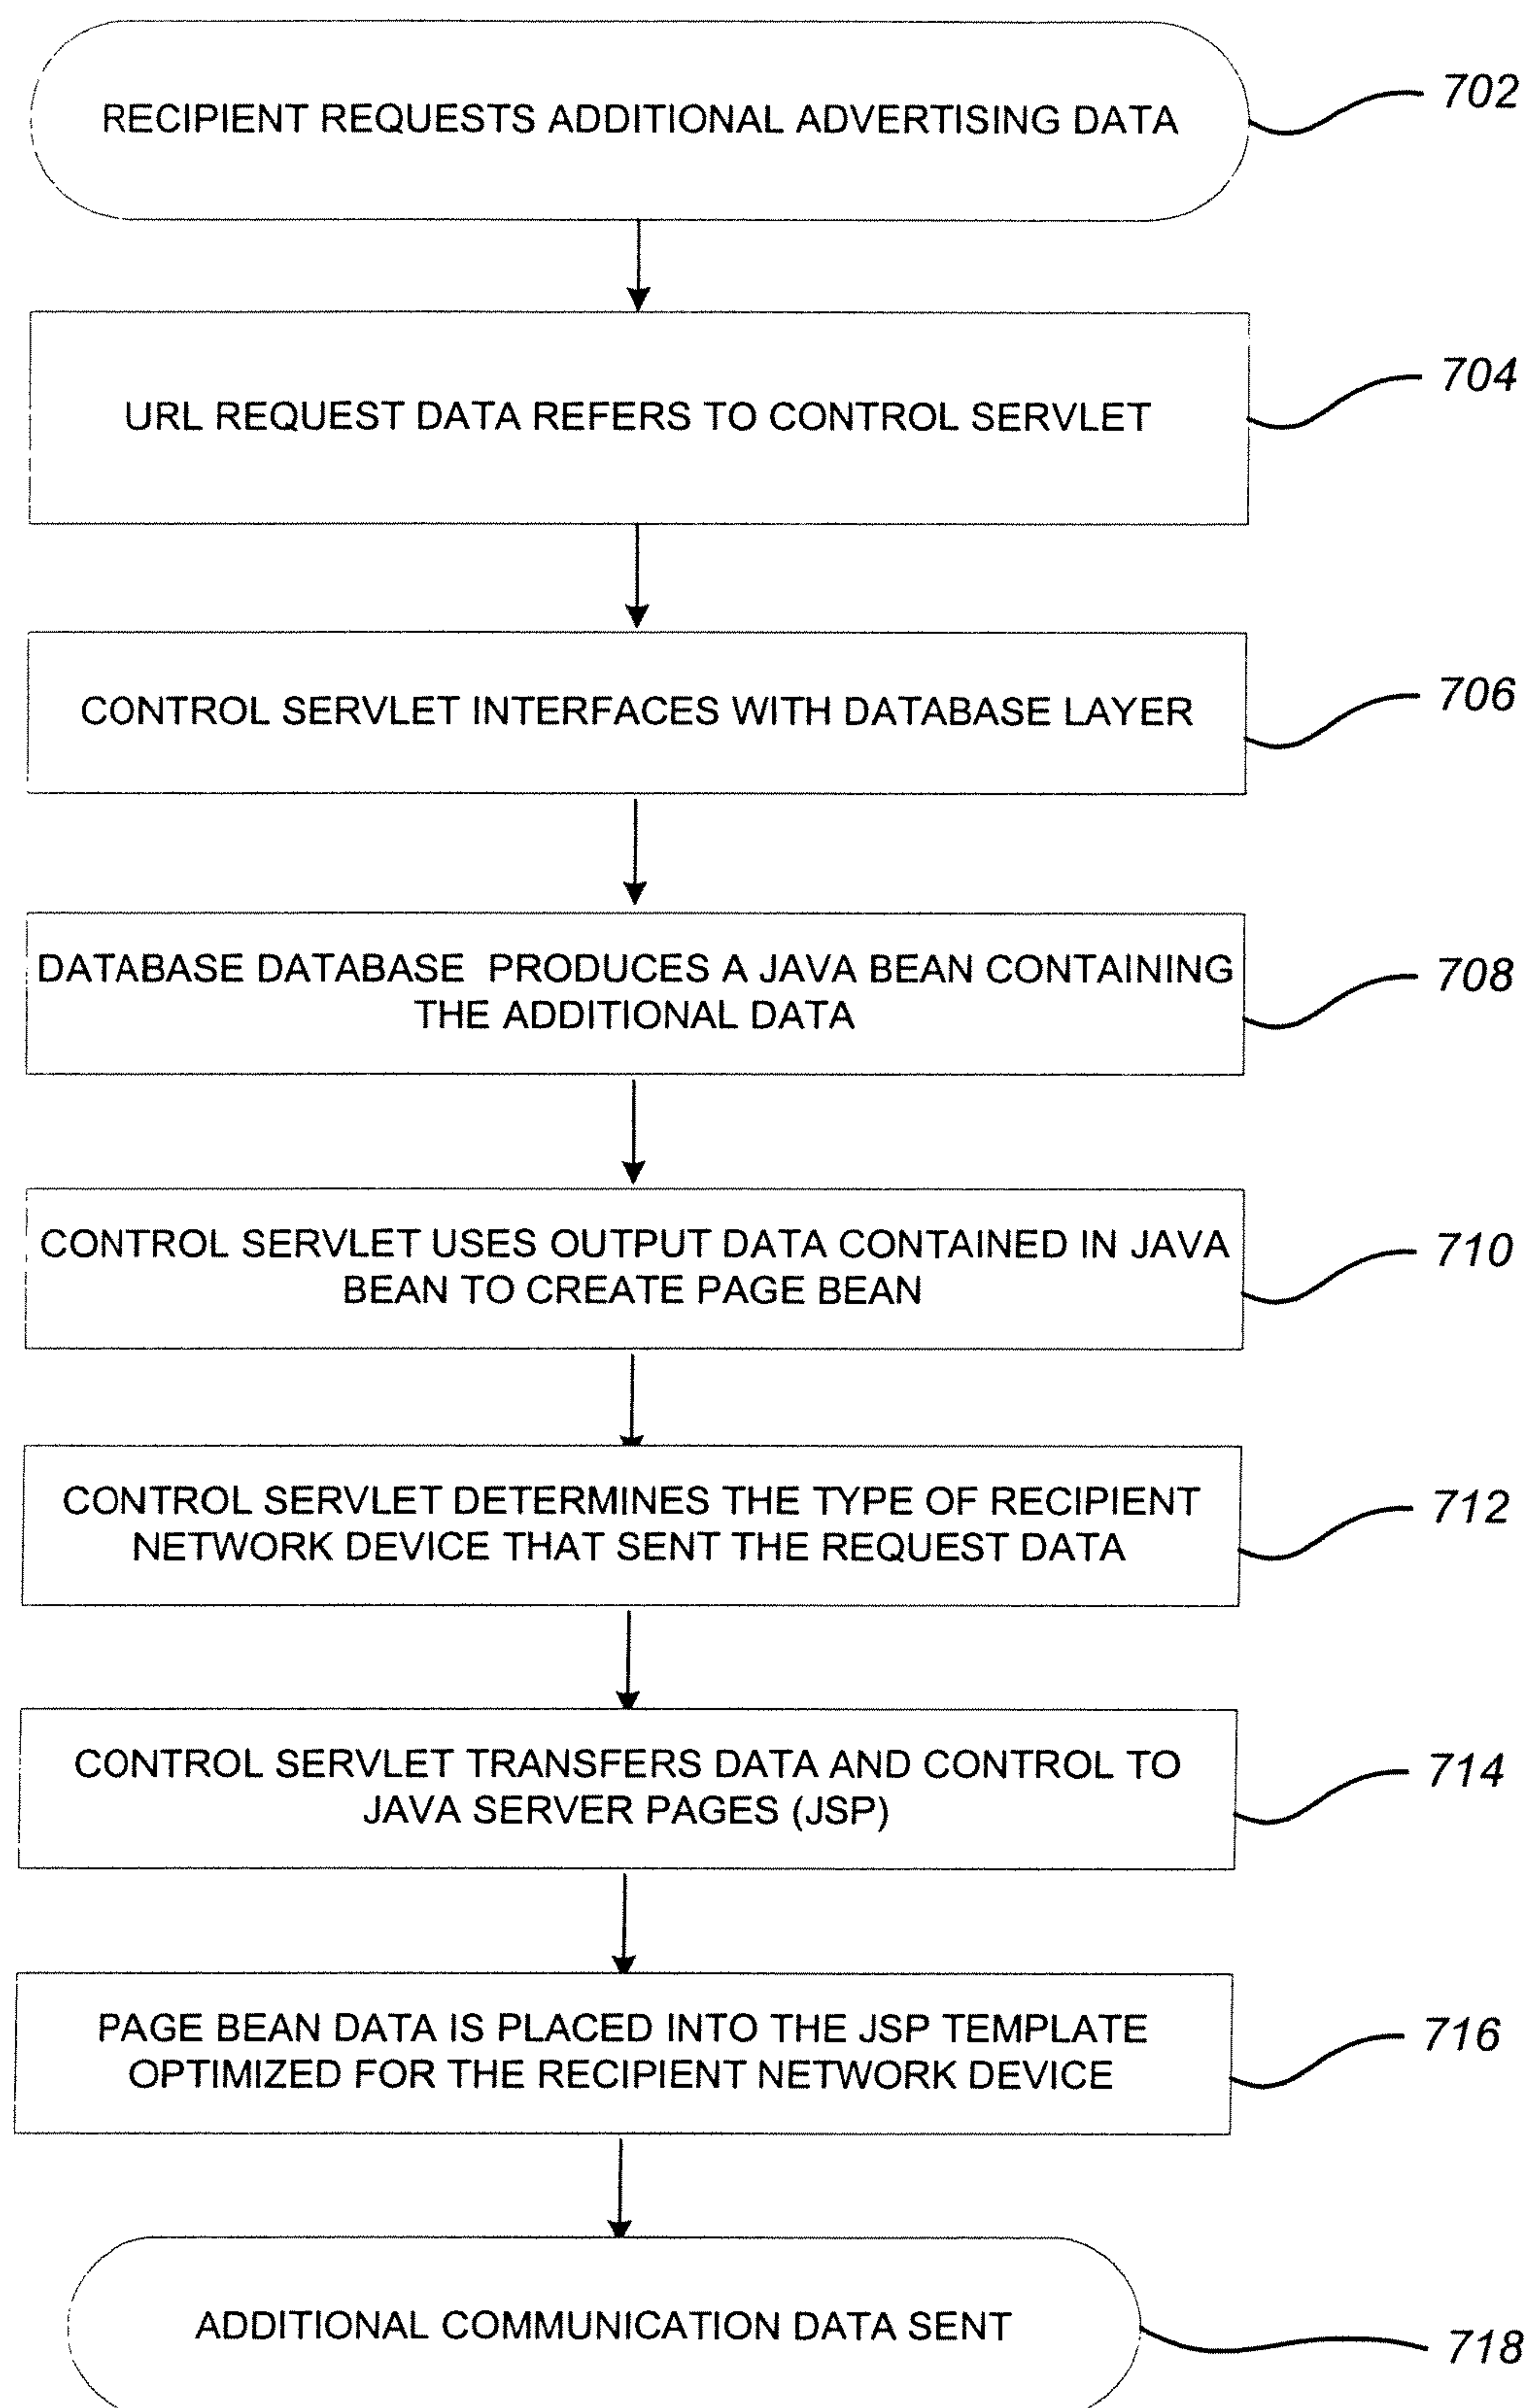 RECIPIENT REQUESTS ADDITIONAL ADVERTISING DATA
702
URL REQUEST DATA REFERS TO CONTROL SERVLET
704
CONTROL SERVLET INTERFACES WITH DATABASE LAYER
706
DATABASE DATABASE PRODUCES A JAVA BEAN CONTAINING
THE ADDITIONAL DATA
708
CONTROL SERVLET USES OUTPUT DATA CONTAINED IN JAVA
BEAN TO CREATE PAGE BEAN
710
CONTROL SERVLET DETERMINES THE TYPE OF RECIPIENT
NETWORK DEVICE THAT SENT THE REQUEST DATA
712
CONTROL SERVLET TRANSFERS DATA AND CONTROL TO
JAVA SERVER PAGES (JSP)
714
PAGE BEAN DATA IS PLACED INTO THE JSP TEMPLATE
OPTIMIZED FOR THE RECIPIENT NETWORK DEVICE
716
ADDITIONAL COMMUNICATION DATA SENT
718